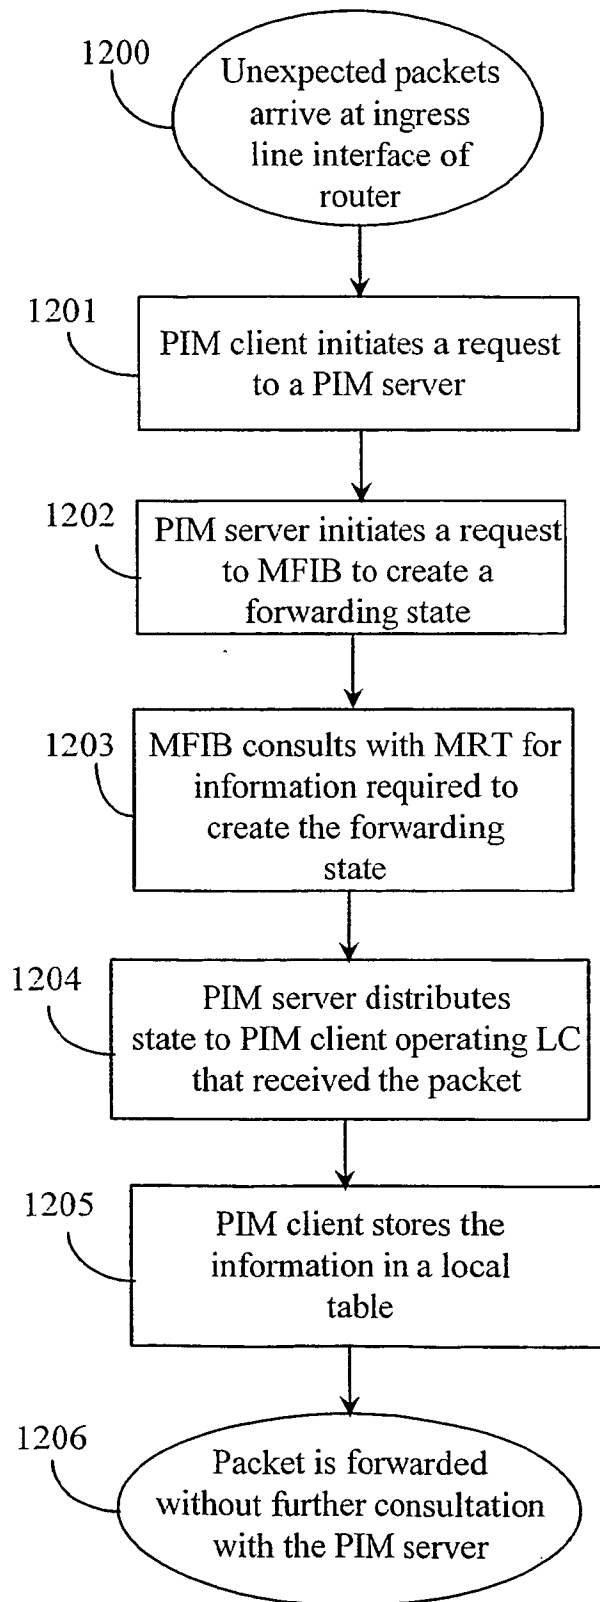 1200
Unexpected packets
arrive at ingress
line interface of
router
1201
PIM client initiates a request
to a PIM server
1202
PIM server initiates a request
to MFIB to create a
forwarding state
1203
MFIB consults with MRT for
information required to
create the forwarding
state
1204
PIM server distributes
state to PIM client operating LC
that received the packet
1205
PIM client stores the
information in a local
table
1206
Packet is forwarded
without further consultation
with the PIM server